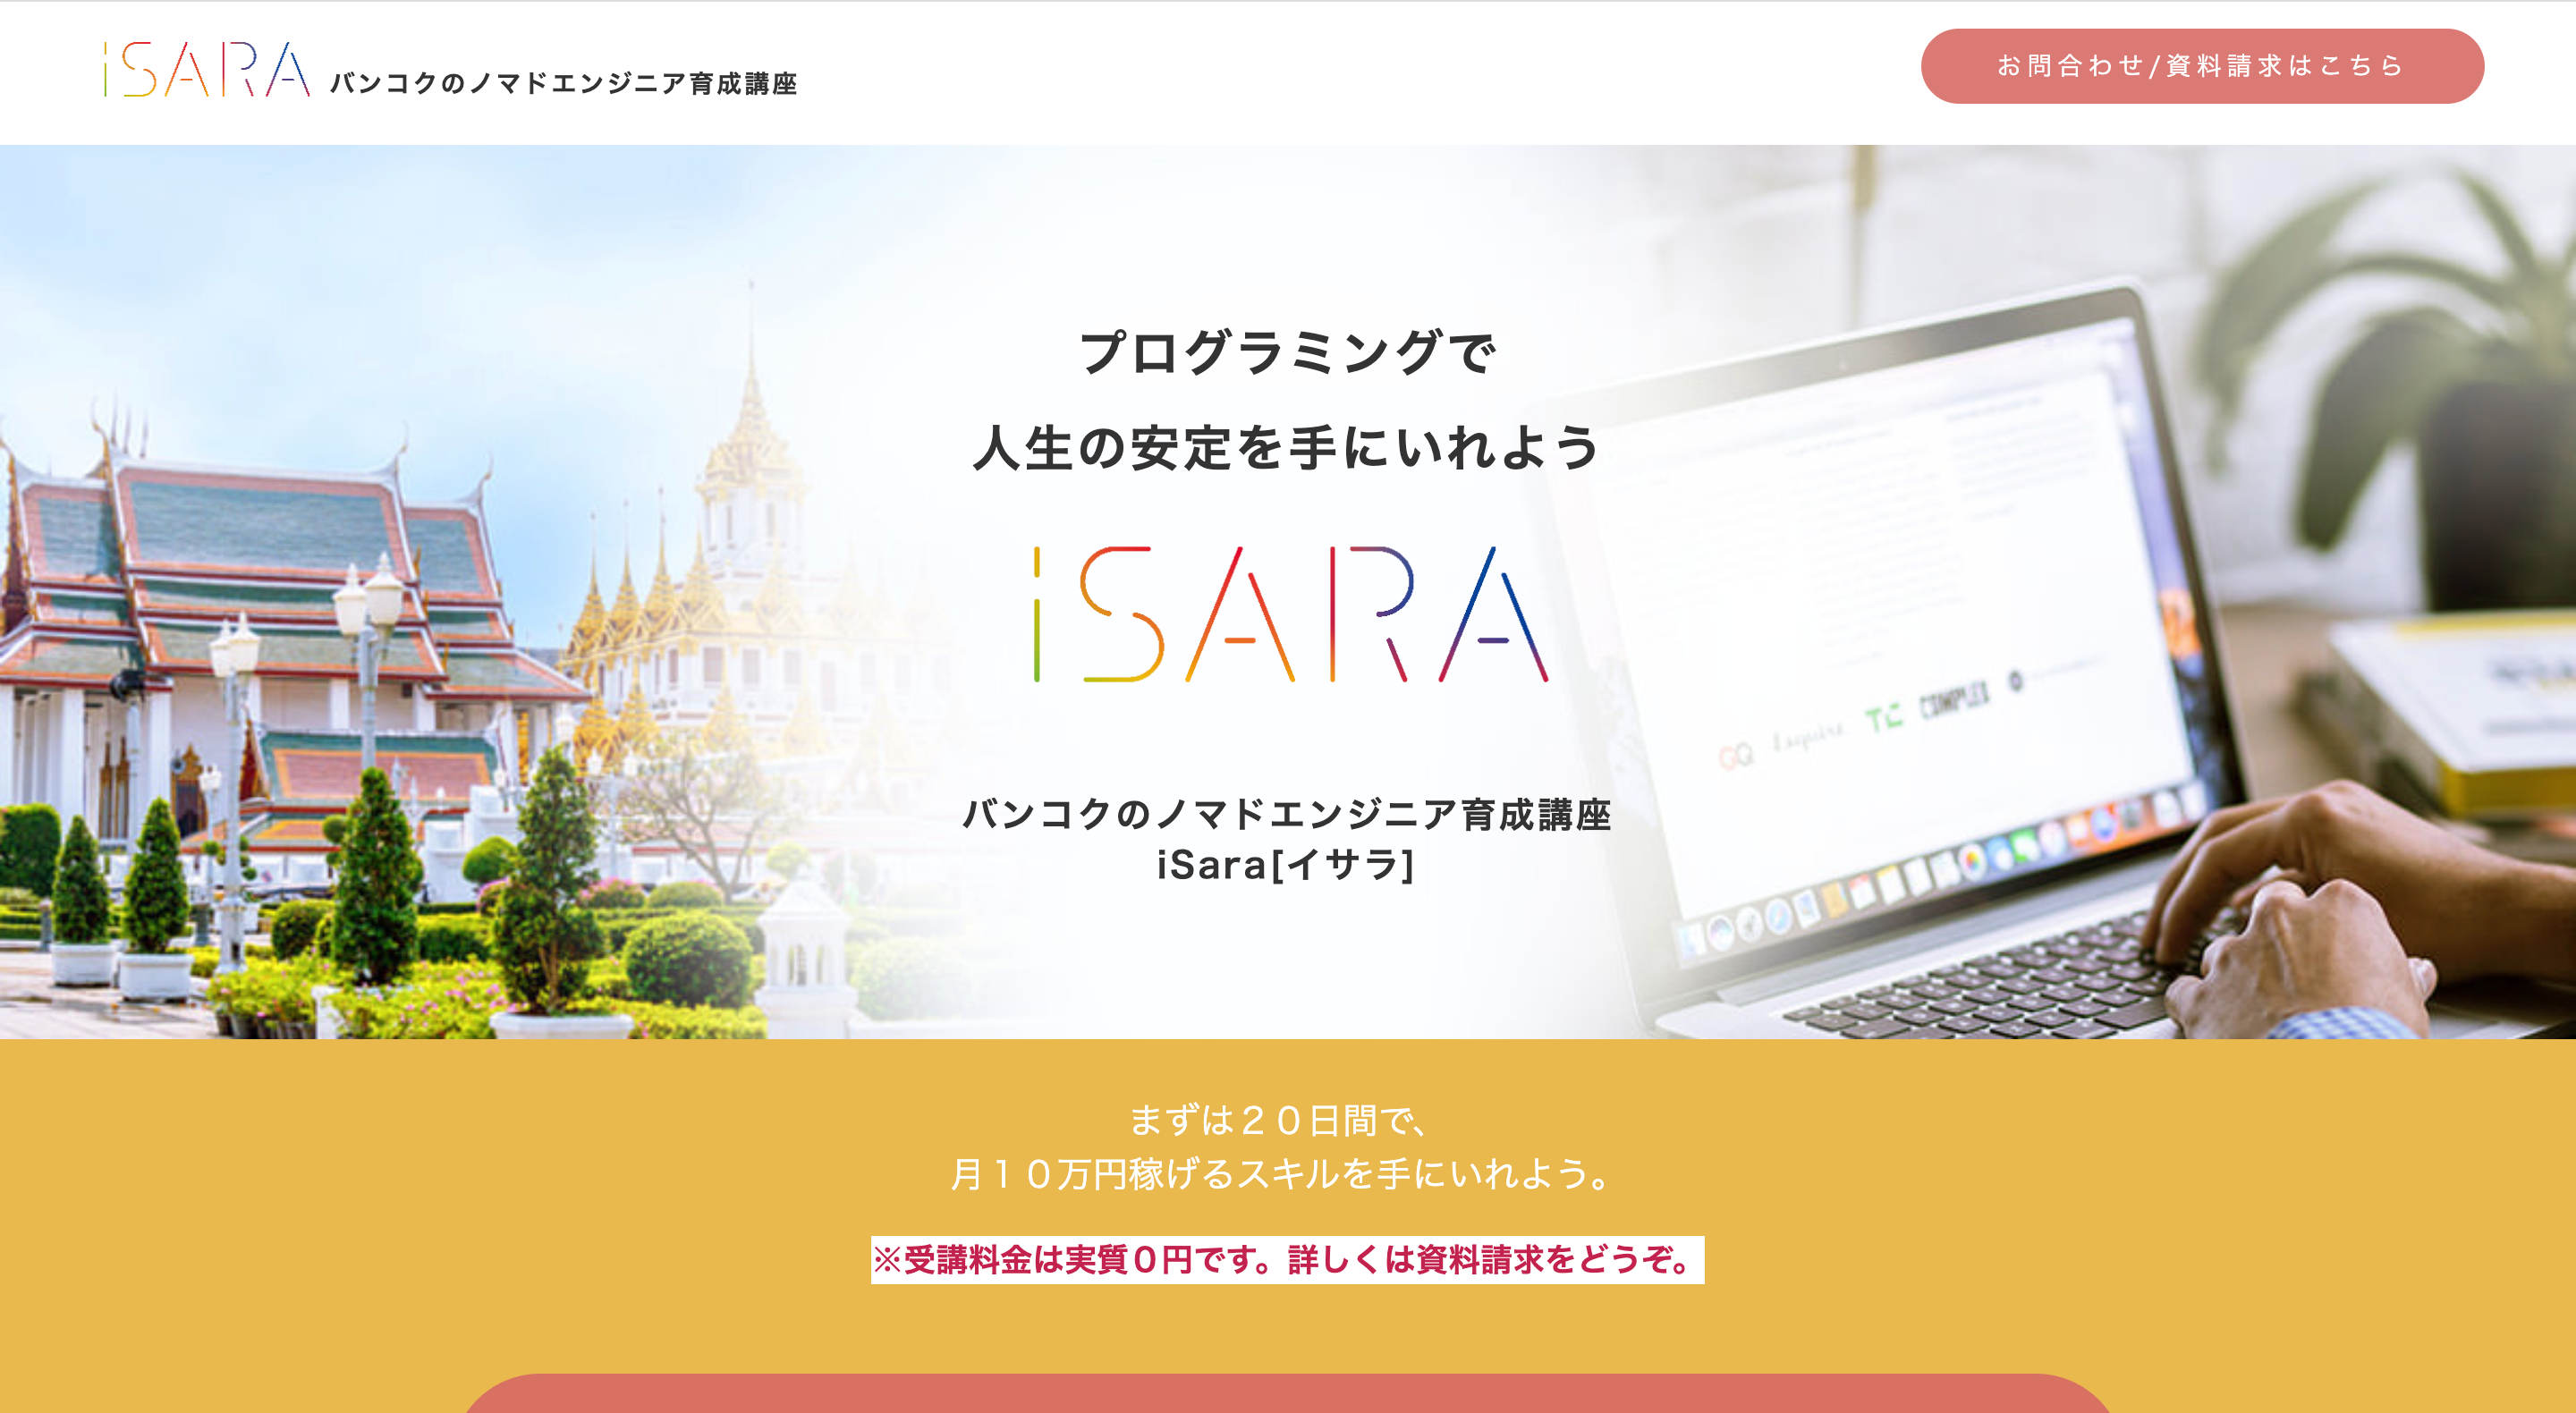 iSARA バンコクのノマドエンジニア育成講座
お問合わせ/資料請求はこちら
プログラミングで
人生の安定を手にいれよう
iSARA
バンコクのノマドエンジニア育成講座
iSara[イサラ]
GQ Esquire TC COMPLEX
まずは２０日間で、
月１０万円稼げるスキルを手にいれよう。
※受講料金は実質０円です。詳しくは資料請求をどうぞ。